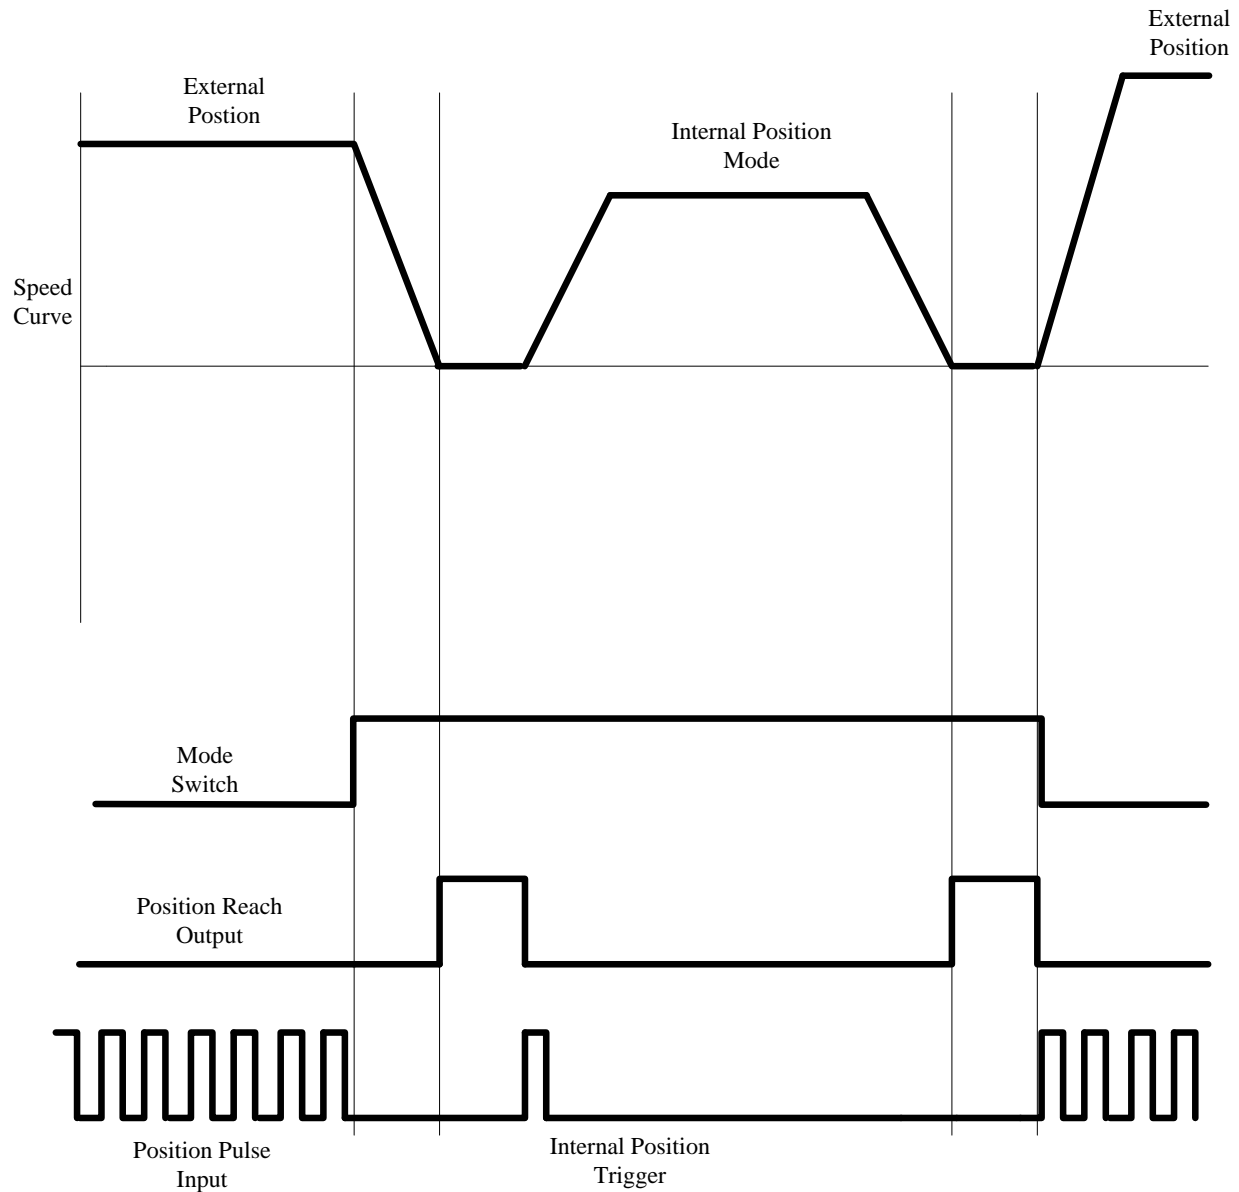 External
Position
External
Postion
Internal Position
Mode
Speed
Curve
Mode
Switch
Position Reach
Output
Position Pulse
Input
Internal Position
Trigger